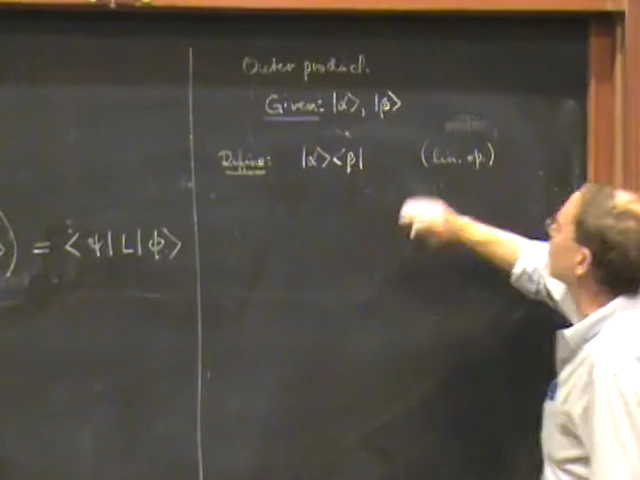 Outer product.
Given: |α>, |β>
Define: |α><β| (lin. op.)
) = <ψ|L|φ>